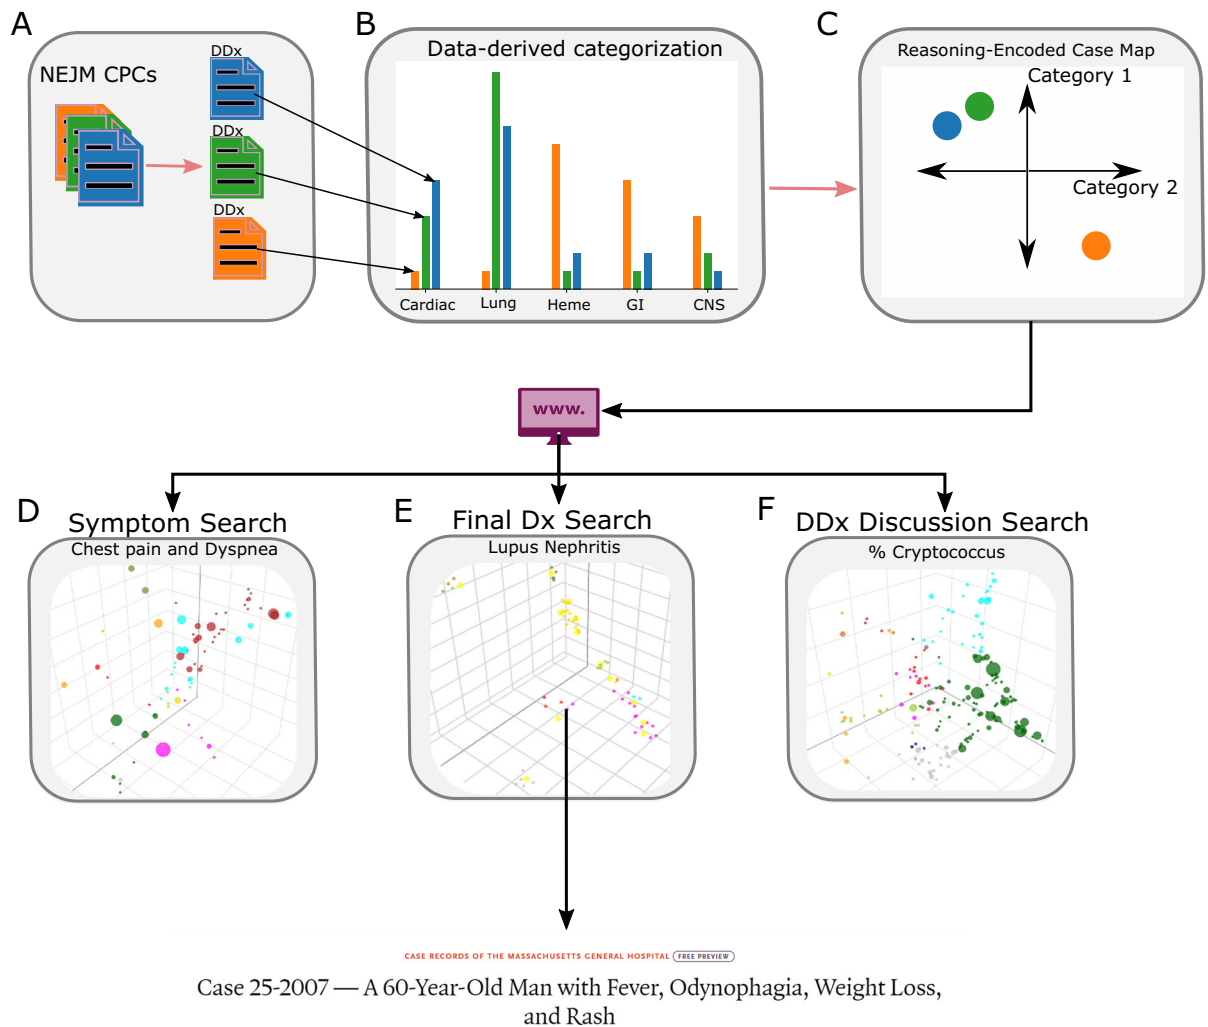 A
NEJM CPCs
DDx
DDx
DDx
B
Data-derived categorization
Cardiac
Lung
Heme
GI
CNS
C
Reasoning-Encoded Case Map
Category 1
Category 2
www.
D
Symptom Search
Chest pain and Dyspnea
E
Final Dx Search
Lupus Nephritis
F
DDx Discussion Search
% Cryptococcus
CASE RECORDS OF THE MASSACHUSETTS GENERAL HOSPITAL FREE PREVIEW
Case 25-2007 — A 60-Year-Old Man with Fever, Odynophagia, Weight Loss,
and Rash